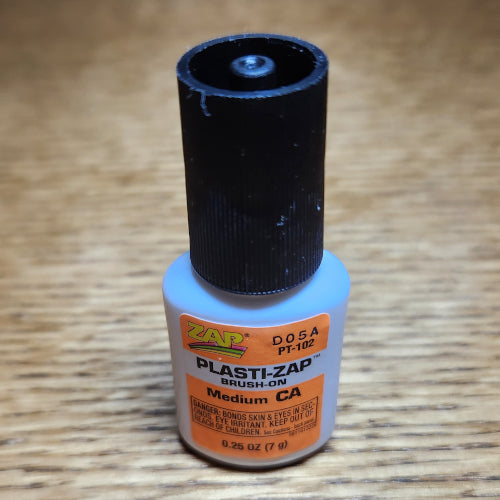 ZAP®
D05A
PT-102
PLASTI-ZAP™
BRUSH-ON
Medium CA
DANGER: BONDS SKIN & EYES IN SEC-
ONDS. EYE IRRITANT. KEEP OUT OF
REACH OF CHILDREN.
0.25 OZ (7 g)